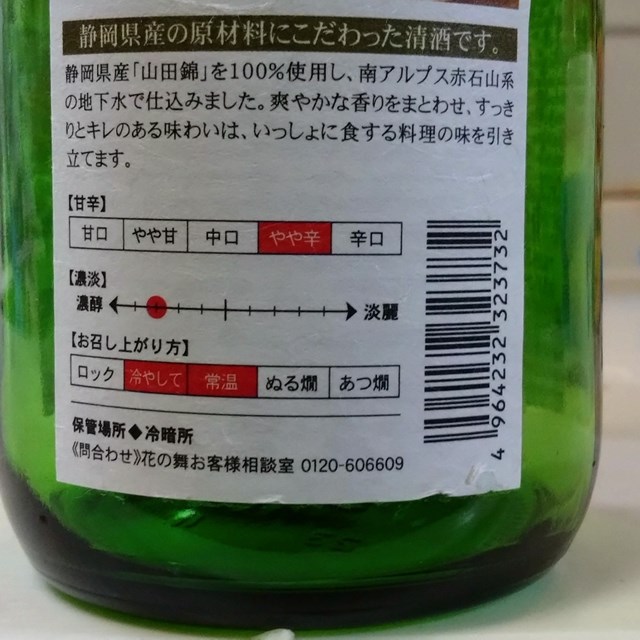 静岡県産の原材料にこだわった清酒です。
静岡県産「山田錦」を100%使用し、南アルプス赤石山系
の地下水で仕込みました。爽やかな香りをまとわせ、すっき
りとキレのある味わいは、いっしょに食する料理の味を引き
立てます。
【甘辛】
甘口 やや甘 中口 やや辛 辛口
【濃淡】
濃醇 淡麗
【お召し上がり方】
ロック 冷やして 常温 ぬる燗 あつ燗
保管場所◆冷暗所
《問合わせ》花の舞お客様相談室 0120-606609
4 964232 323732